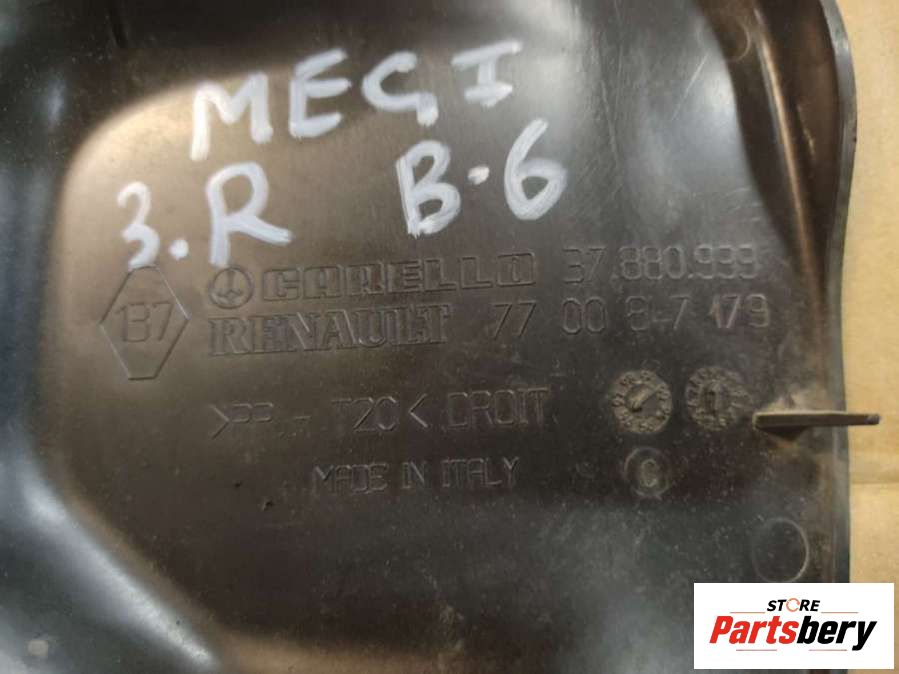 MEG I
3.R B-6
CARELLO 37.880.999
137
RENAULT 77 00 847 179
T20< DROIT
MADE IN ITALY
C
STORE
Partsbery